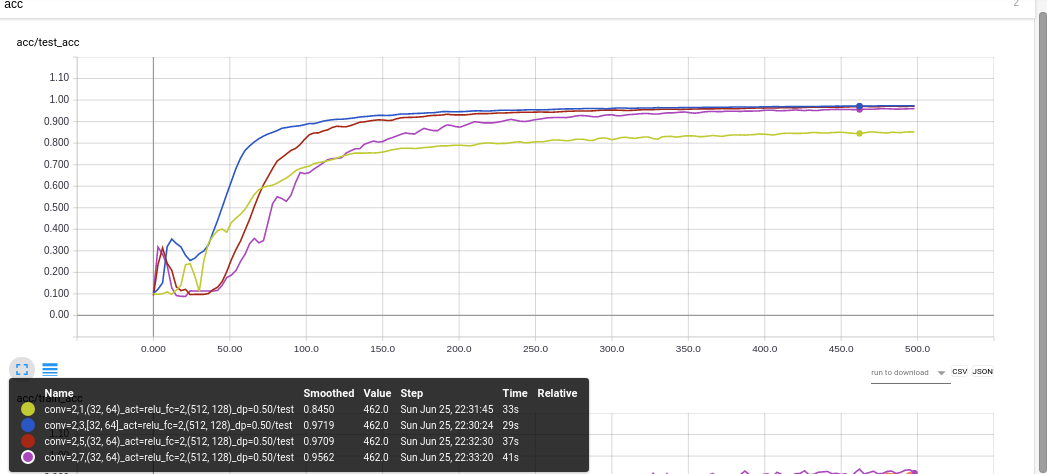 acc
2
acc/test_acc
1.10
1.00
0.900
0.800
0.700
0.600
0.500
0.400
0.300
0.200
0.100
0.00
0.000 50.00 100.0 150.0 200.0 250.0 300.0 350.0 400.0 450.0 500.0
run to download CSV JSON
Name Smoothed Value Step Time Relative
conv=2,1,(32, 64)_act=relu_fc=2,(512, 128)_dp=0.50/test 0.8450 462.0 Sun Jun 25, 22:31:45 33s
conv=2,3,[32, 64]_act=relu_fc=2,(512, 128)_dp=0.50/test 0.9719 462.0 Sun Jun 25, 22:30:24 29s
conv=2,5,(32, 64)_act=relu_fc=2,(512, 128)_dp=0.50/test 0.9709 462.0 Sun Jun 25, 22:32:30 37s
conv=2,7,(32, 64)_act=relu_fc=2,(512, 128)_dp=0.50/test 0.9562 462.0 Sun Jun 25, 22:33:20 41s